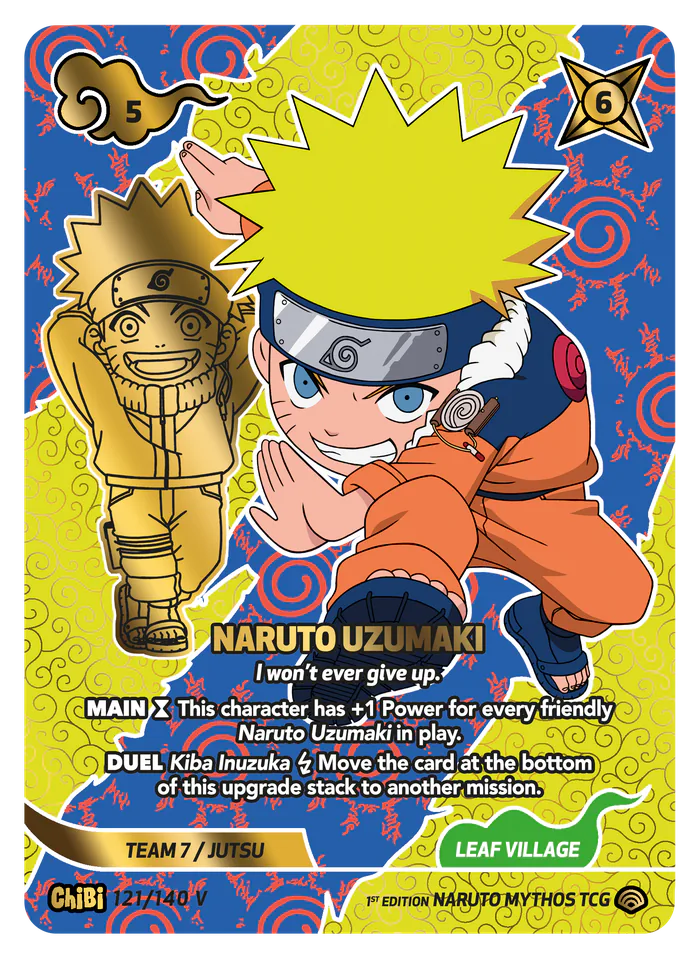 5
6
NARUTO UZUMAKI
I won't ever give up.
MAIN This character has +1 Power for every friendly
Naruto Uzumaki in play.
DUEL Kiba Inuzuka Move the card at the bottom
of this upgrade stack to another mission.
TEAM 7 / JUTSU
LEAF VILLAGE
CHIBI 121/140 V
1ST EDITION NARUTO MYTHOS TCG